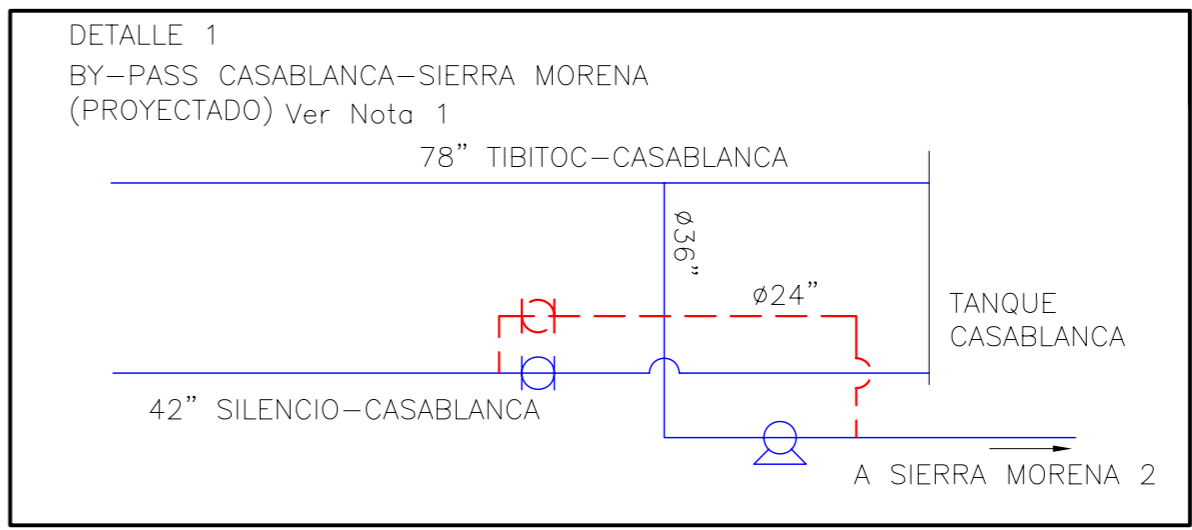 DETALLE 1
BY-PASS CASABLANCA-SIERRA MORENA
(PROYECTADO) Ver Nota 1
78” TIBITOC-CASABLANCA
ø36”
ø24”
TANQUE
CASABLANCA
42” SILENCIO-CASABLANCA
A SIERRA MORENA 2